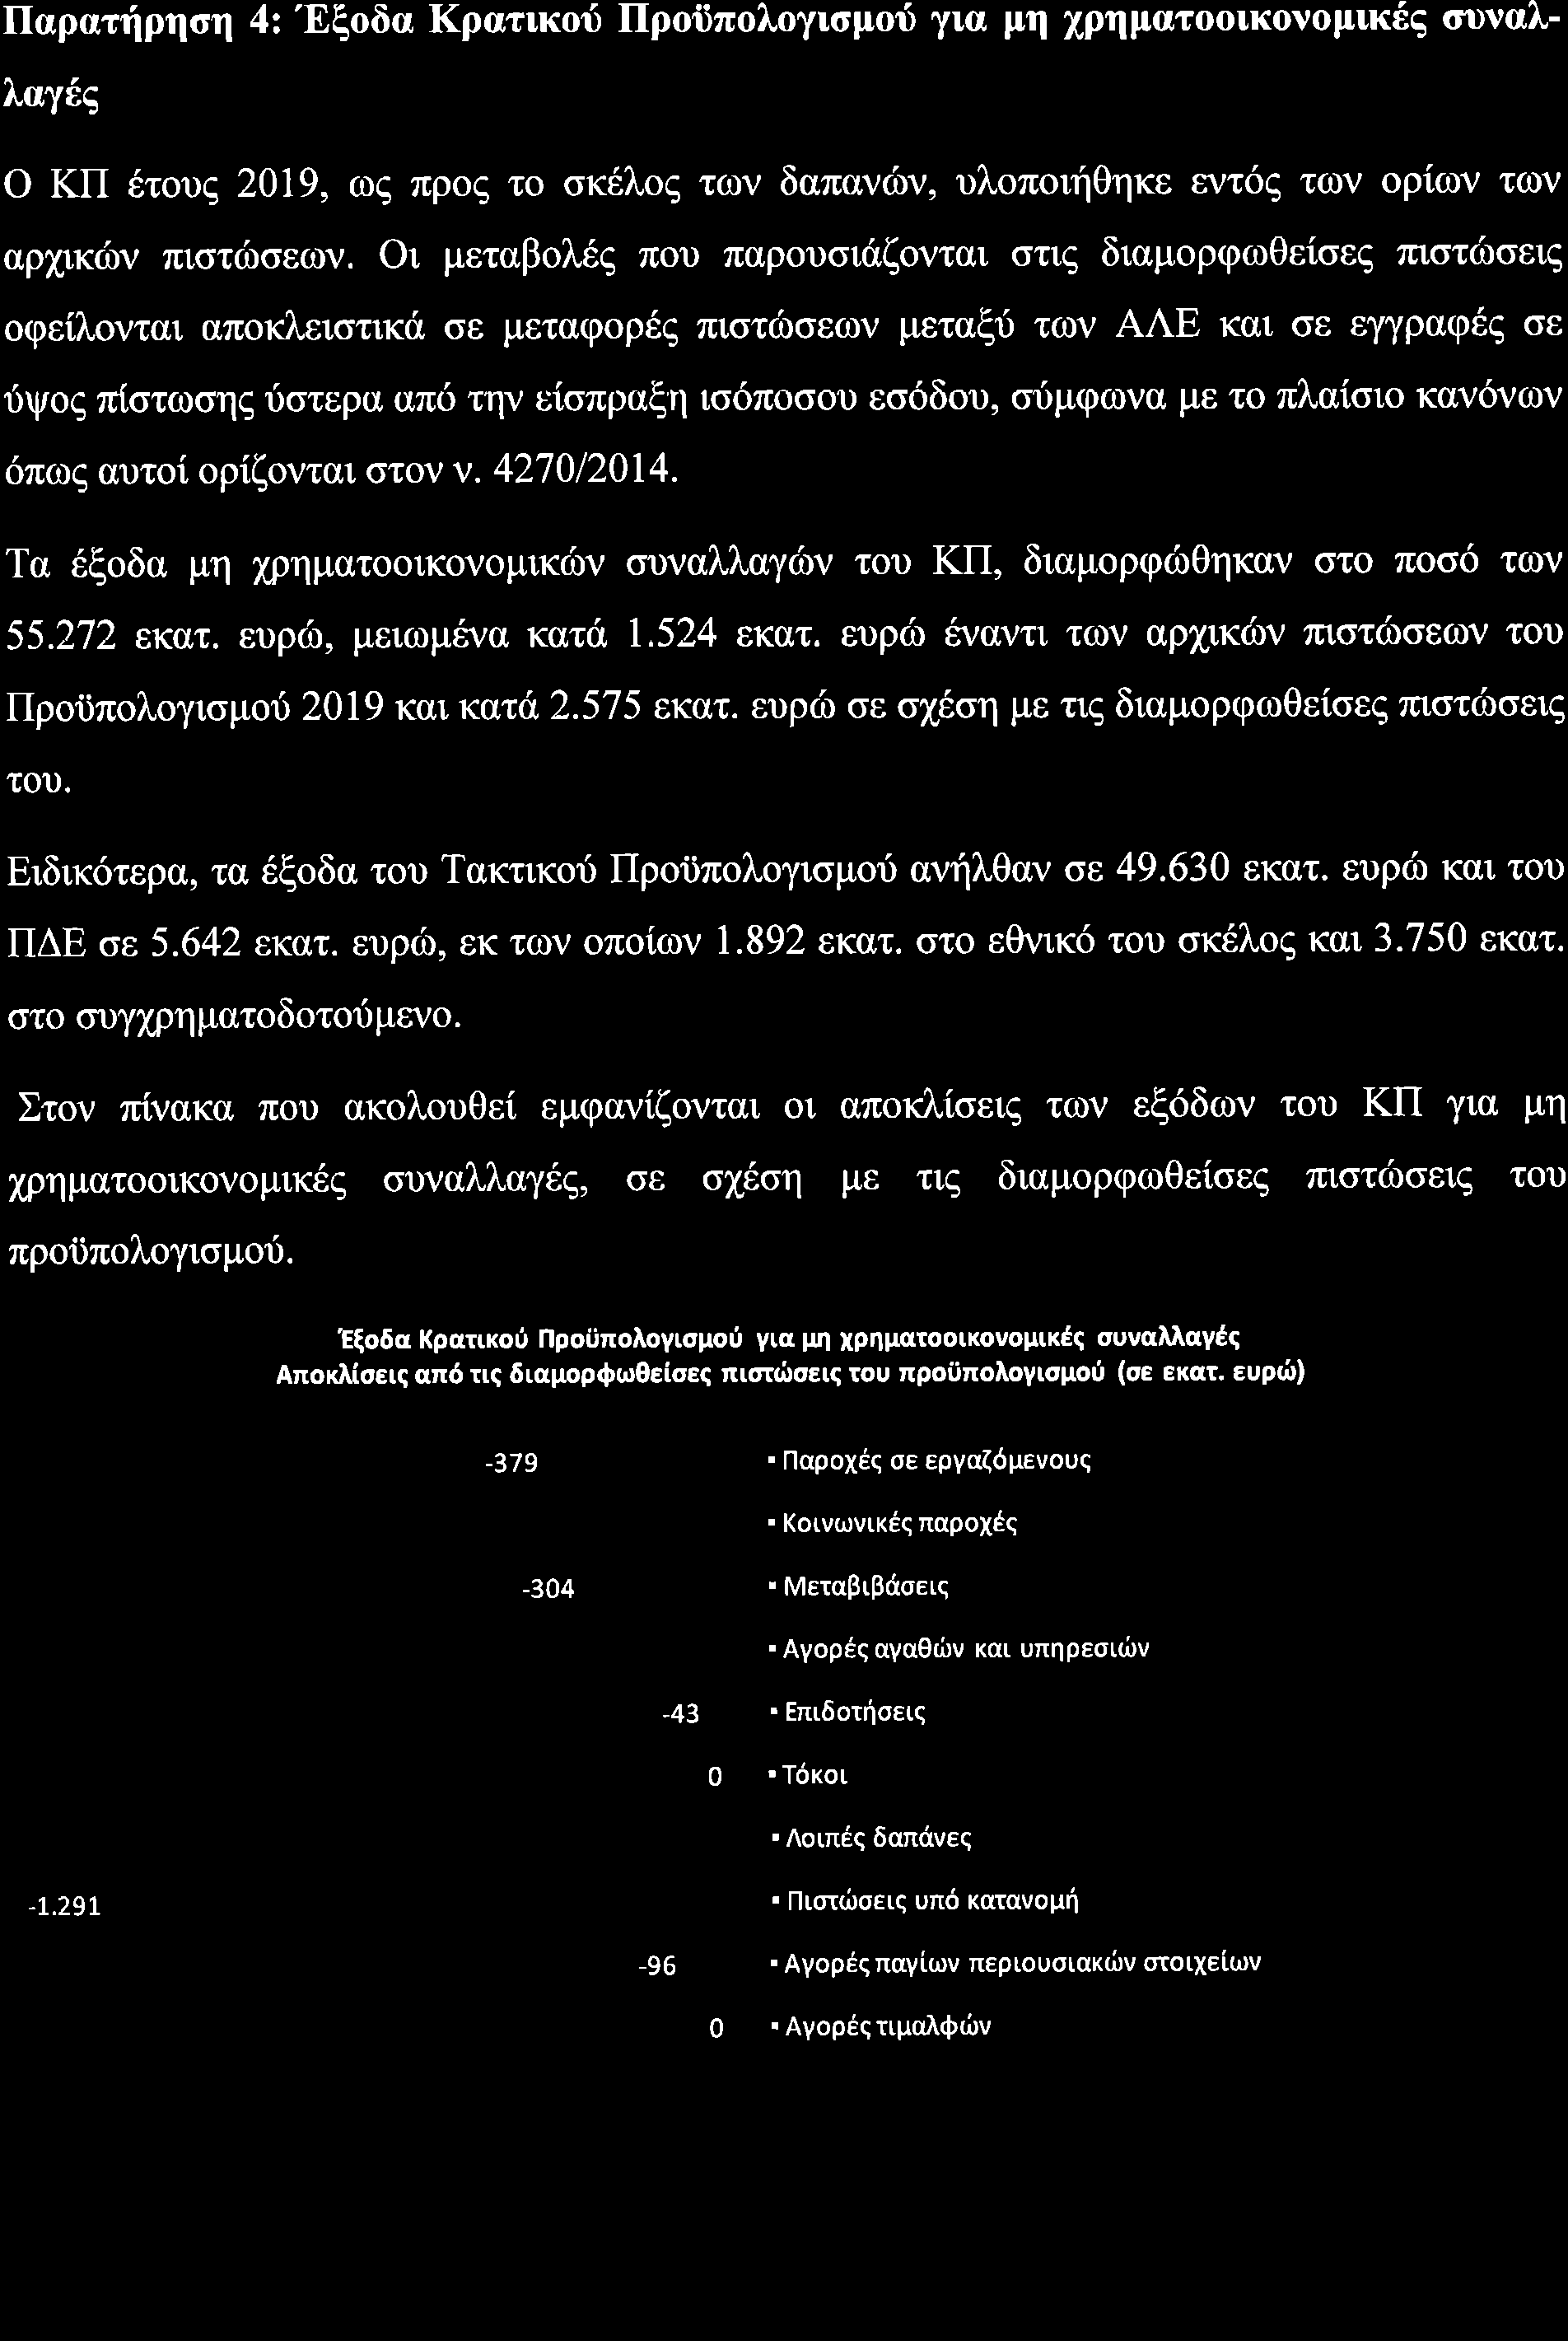 Παρατήρηση 4: Έξοδα Κρατικού Προϋπολογισμού για μη χρηματοοικονομικές συναλ-
λαγές
Ο ΚΠ έτους 2019, ως προς το σκέλος των δαπανών, υλοποιήθηκε εντός των ορίων των
αρχικών πιστώσεων. Οι μεταβολές που παρουσιάζονται στις διαμορφωθείσες πιστώσεις
οφείλονται αποκλειστικά σε μεταφορές πιστώσεων μεταξύ των ΑΛΕ και σε εγγραφές σε
ύψος πίστωσης ύστερα από την είσπραξη ισόποσου εσόδου, σύμφωνα με το πλαίσιο κανόνων
όπως αυτοί ορίζονται στον ν. 4270/2014.
Τα έξοδα μη χρηματοοικονομικών συναλλαγών του ΚΠ, διαμορφώθηκαν στο ποσό των
55.272 εκατ. ευρώ, μειωμένα κατά 1.524 εκατ. ευρώ έναντι των αρχικών πιστώσεων του
Προϋπολογισμού 2019 και κατά 2.575 εκατ. ευρώ σε σχέση με τις διαμορφωθείσες πιστώσεις
του.
Ειδικότερα, τα έξοδα του Τακτικού Προϋπολογισμού ανήλθαν σε 49.630 εκατ. ευρώ και του
ΠΔΕ σε 5.642 εκατ. ευρώ, εκ των οποίων 1.892 εκατ. στο εθνικό του σκέλος και 3.750 εκατ.
στο συγχρηματοδοτούμενο.
Στον πίνακα που ακολουθεί εμφανίζονται οι αποκλίσεις των εξόδων του ΚΠ για μη
χρηματοοικονομικές συναλλαγές, σε σχέση με τις διαμορφωθείσες πιστώσεις του
προϋπολογισμού.
Έξοδα Κρατικού Προϋπολογισμού για μη χρηματοοικονομικές συναλλαγές
Αποκλίσεις από τις διαμορφωθείσες πιστώσεις του προϋπολογισμού (σε εκατ. ευρώ)
-379 ▪ Παροχές σε εργαζόμενους
▪ Κοινωνικές παροχές
-304 ▪ Μεταβιβάσεις
▪ Αγορές αγαθών και υπηρεσιών
-43 ▪ Επιδοτήσεις
0 ▪ Τόκοι
▪ Λοιπές δαπάνες
-1.291 ▪ Πιστώσεις υπό κατανομή
-96 ▪ Αγορές παγίων περιουσιακών στοιχείων
0 ▪ Αγορές τιμαλφών